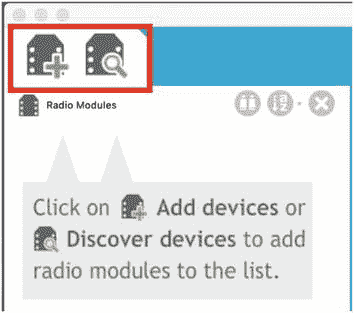 Radio Modules
Click on Add devices or
Discover devices to add
radio modules to the list.